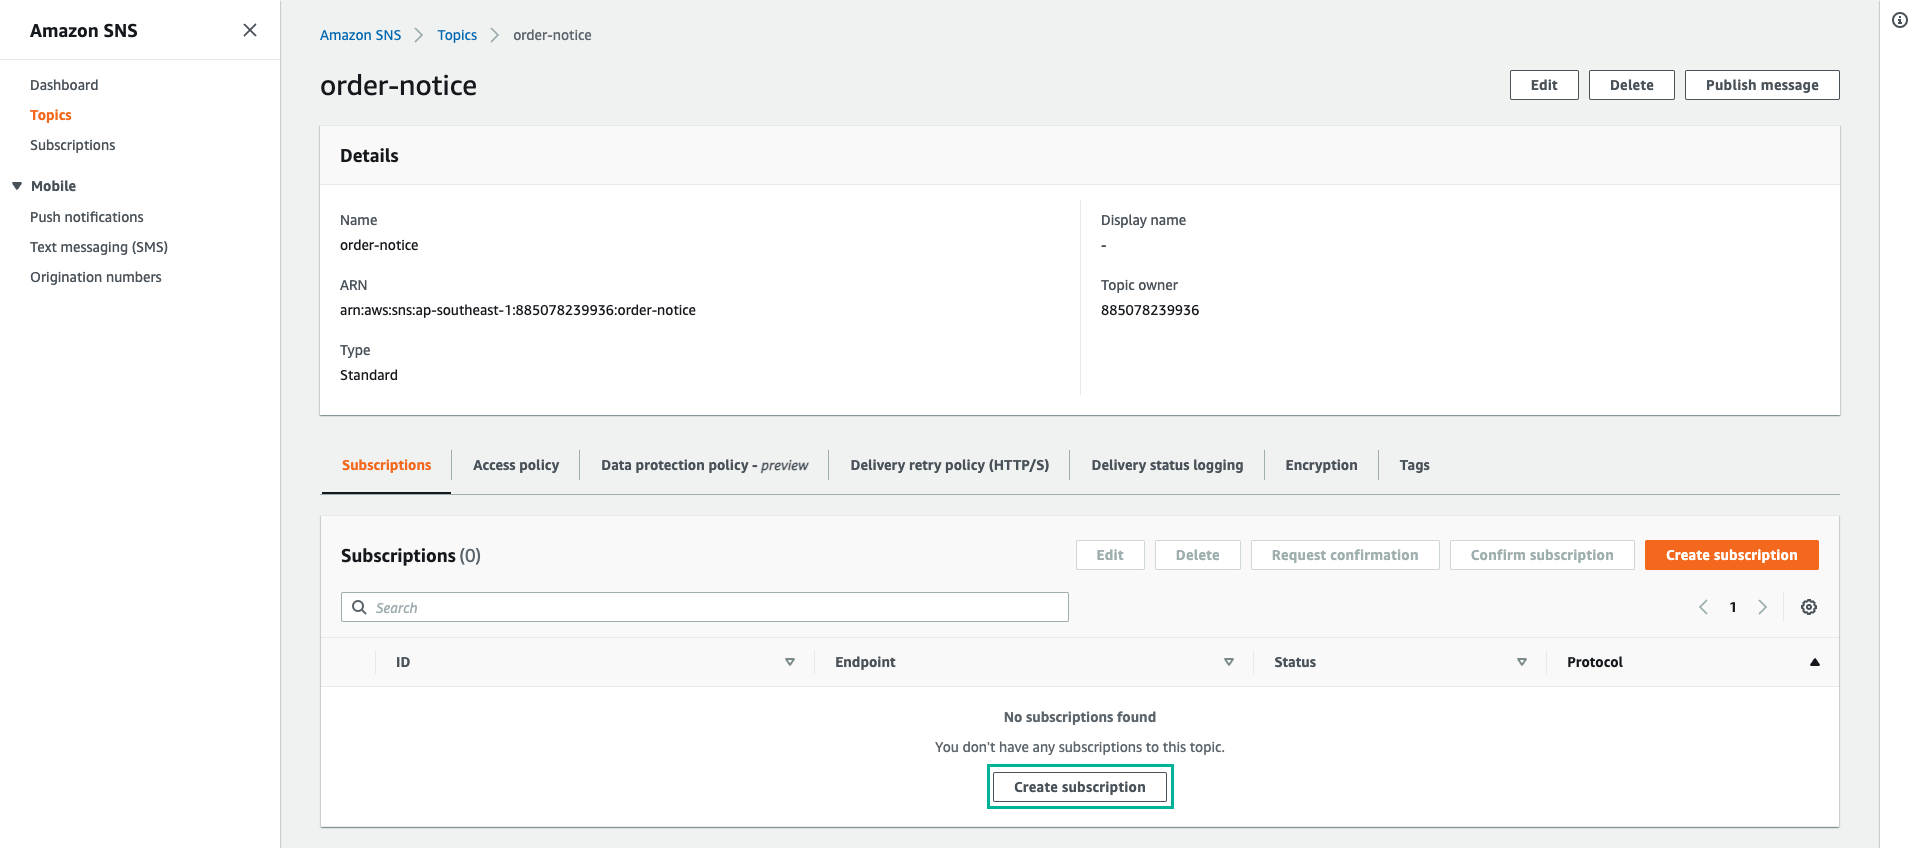 Amazon SNS
Dashboard
Topics
Subscriptions
Mobile
Push notifications
Text messaging (SMS)
Origination numbers
Amazon SNS Topics order-notice
order-notice
Edit Delete Publish message
Details
Name
order-notice
ARN
arn:aws:sns:ap-southeast-1:885078239936:order-notice
Type
Standard
Display name
-
Topic owner
885078239936
Subscriptions Access policy Data protection policy - preview Delivery retry policy (HTTP/S) Delivery status logging Encryption Tags
Subscriptions (0)
Edit Delete Request confirmation Confirm subscription Create subscription
Search
1
ID Endpoint Status Protocol
No subscriptions found
You don't have any subscriptions to this topic.
Create subscription